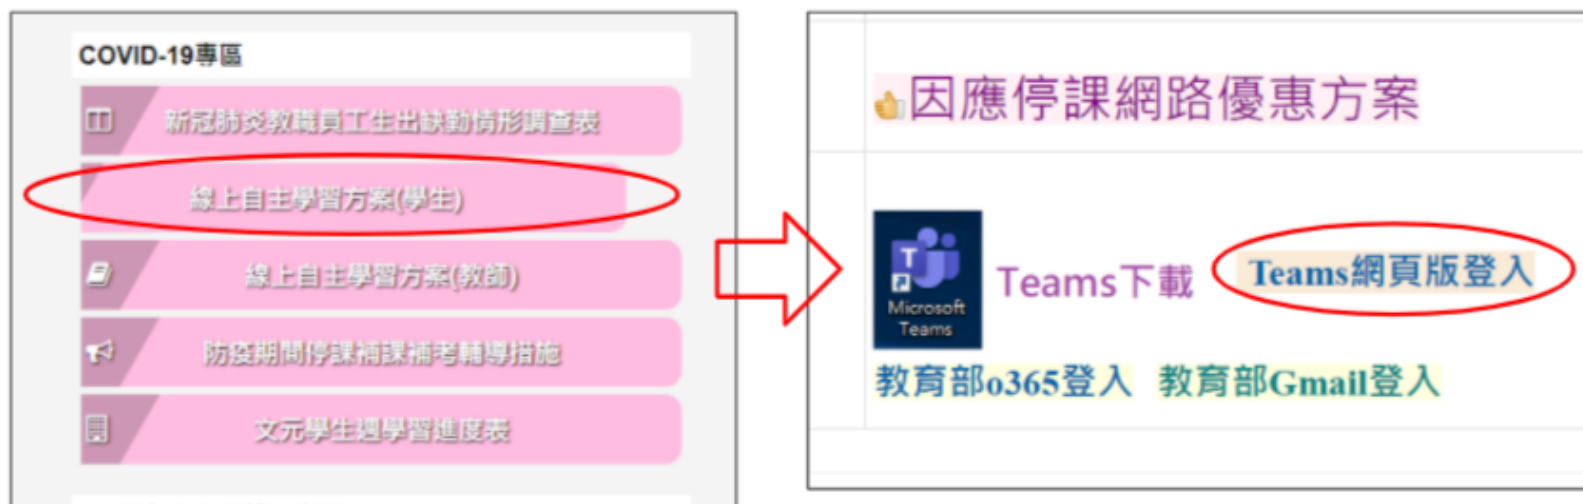 COVID-19專區
新冠肺炎教職員工生出缺勤情形調查表
線上自主學習方案(學生)
線上自主學習方案(教師)
防疫期間停課補課補考輔導措施
文元學生週學習進度表
因應停課網路優惠方案
Microsoft
Teams
Teams下載
Teams網頁版登入
教育部o365登入 教育部Gmail登入